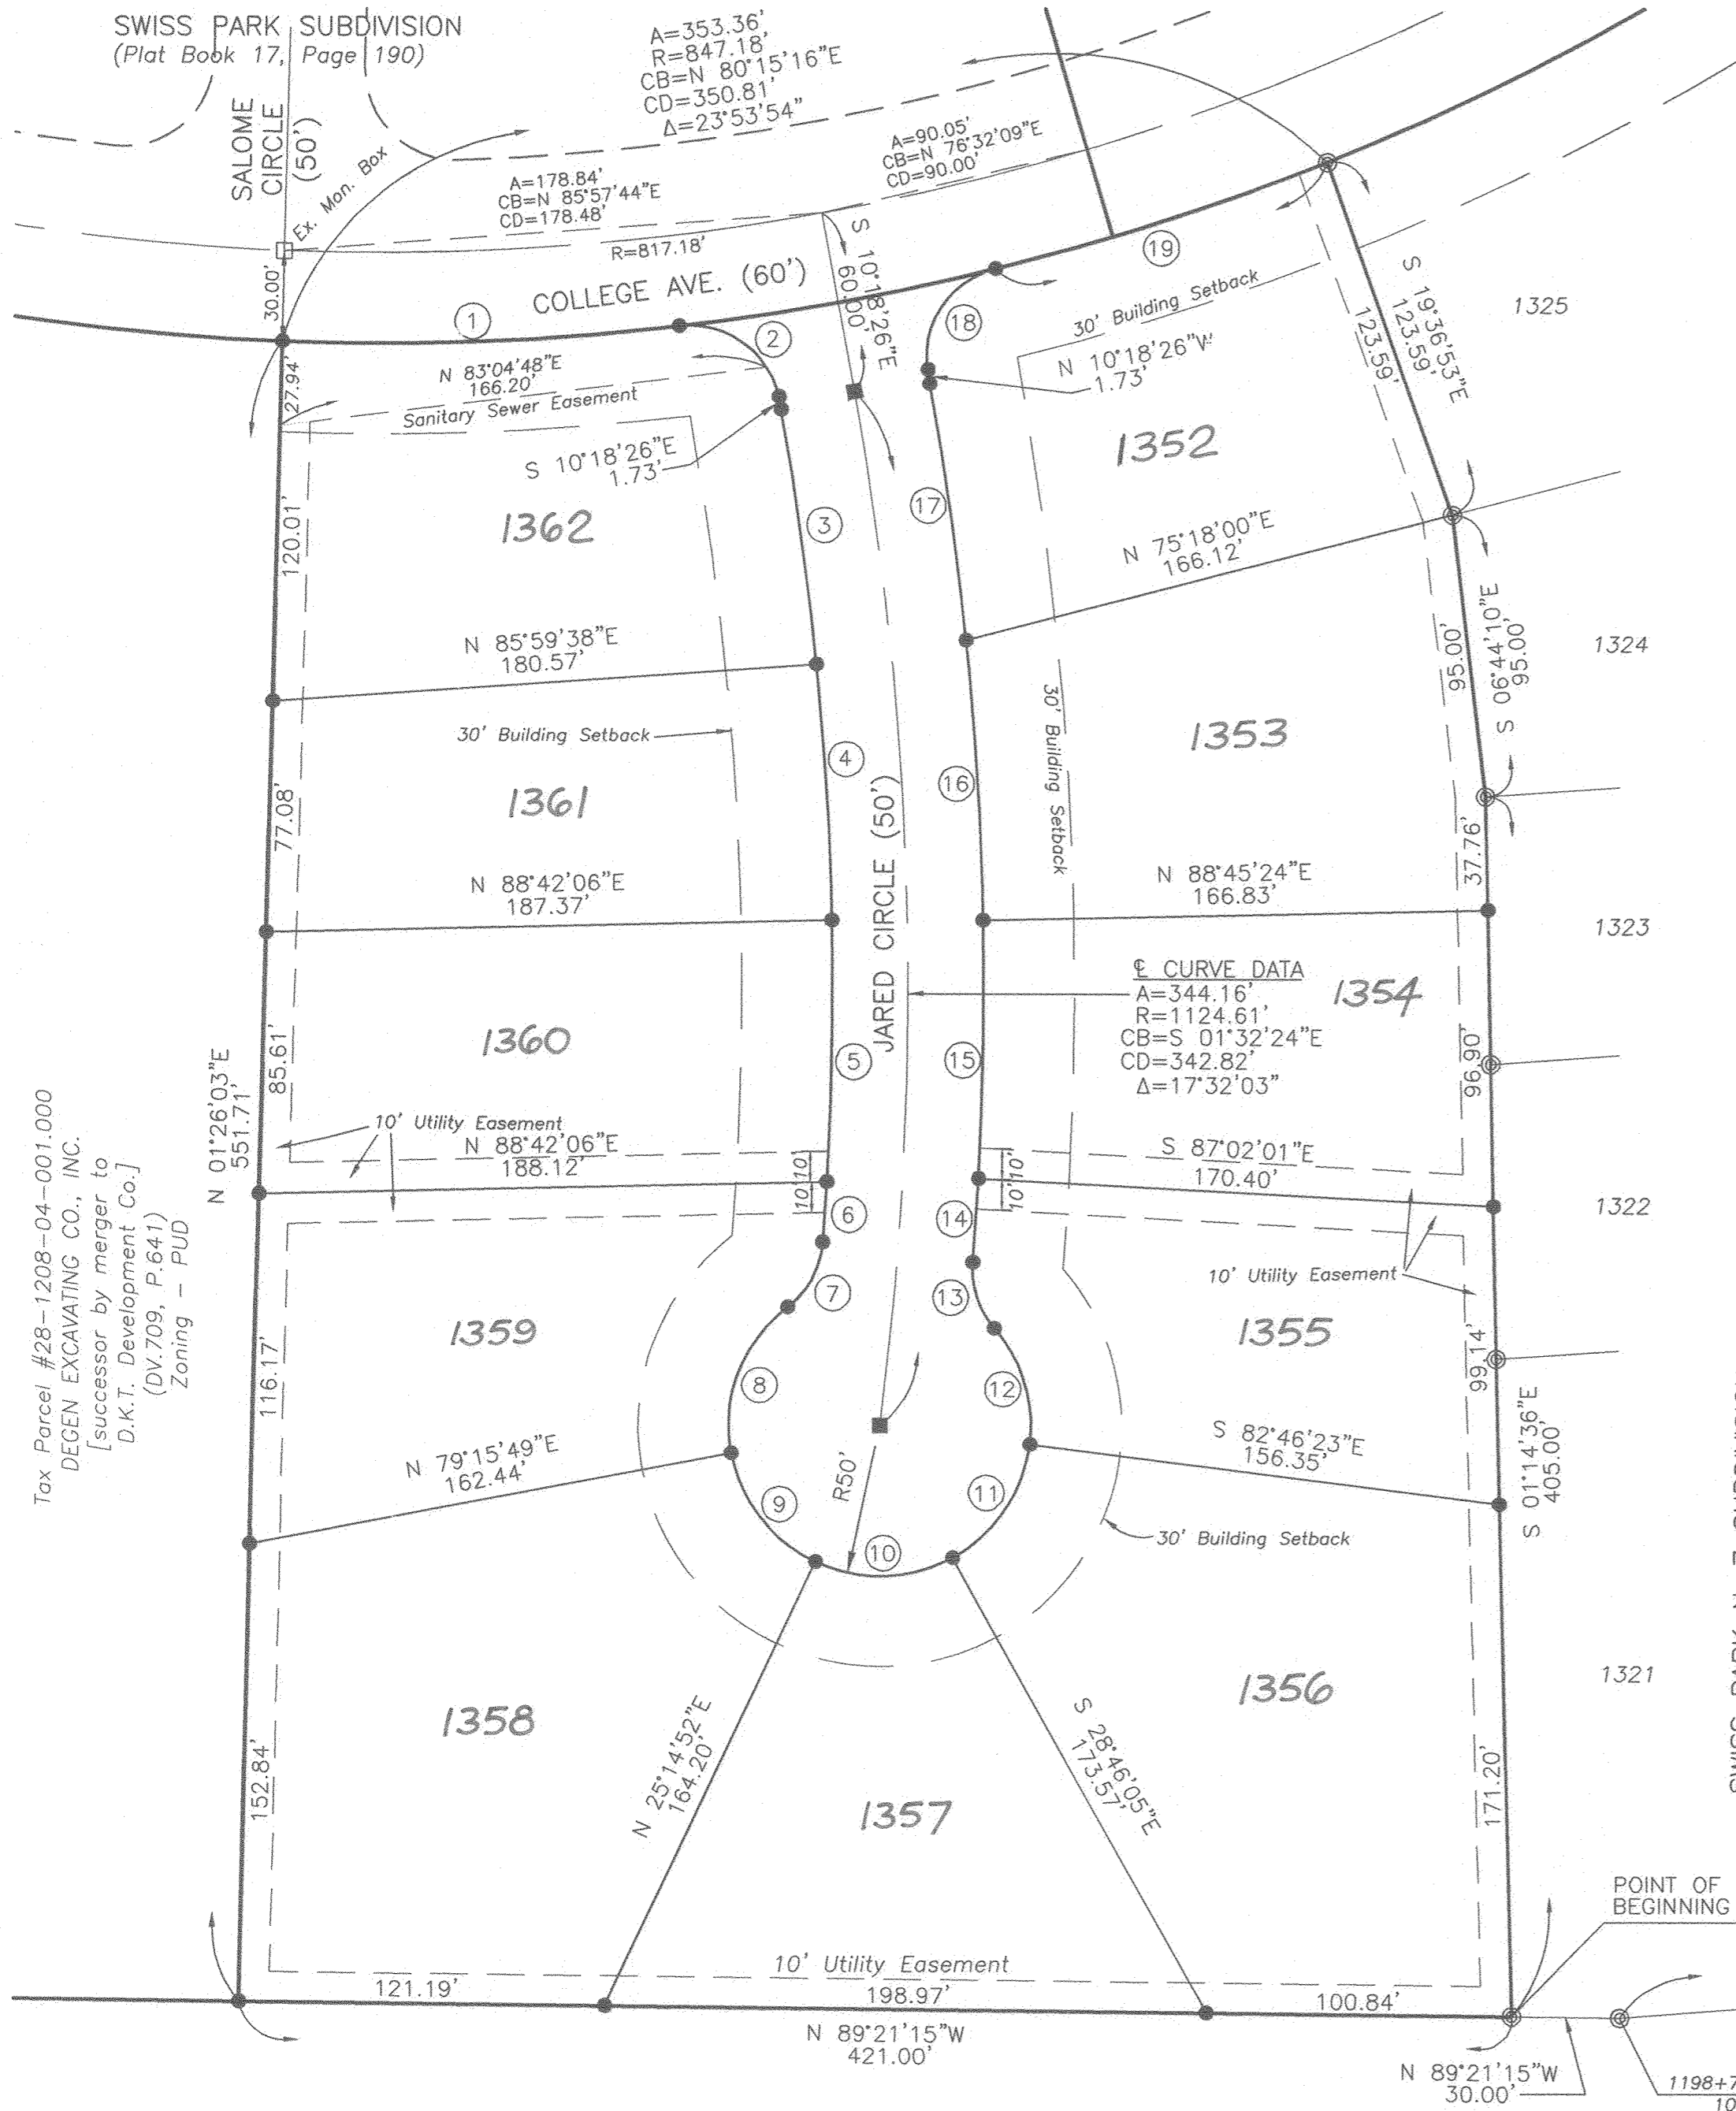 SWISS PARK SUBDIVISION
(Plat Book 17, Page 190)
A=353.36'
R=847.18'
CB=N 80°15'16"E
CD=350.81'
Δ=23°53'54"
SALOME
CIRCLE
(50')
Ex. Mon. Box
A=178.84'
CB=N 85°57'44"E
CD=178.48'
A=90.05'
CB=N 76°32'09"E
CD=90.00'
R=817.18'
30.00'
COLLEGE AVE. (60')
S 10°18'26"E
60.00'
1
2
18
19
30' Building Setback
N 10°18'26"W
1.73'
S 19°36'53"E
123.59'
123.59'
1325
27.94
N 83°04'48"E
166.20'
Sanitary Sewer Easement
S 10°18'26"E
1.73'
1362
120.01'
3
17
1352
N 75°18'00"E
166.12'
N 85°59'38"E
180.57'
95.00'
S 06°44'10"E
95.00'
1324
30' Building Setback
1361
77.08'
4
16
30' Building Setback
1353
37.76'
N 88°42'06"E
187.37'
JARED CIRCLE (50')
N 88°45'24"E
166.83'
1323
℄ CURVE DATA
A=344.16'
R=1124.61'
CB=S 01°32'24"E
CD=342.82'
Δ=17°32'03"
1354
1360
85.61'
5
15
96.90'
N 01°26'03"E
551.71'
10' Utility Easement
N 88°42'06"E
188.12'
10'
10'
10'
10'
S 87°02'01"E
170.40'
1322
6
14
10' Utility Easement
Tax Parcel #28-1208-04-001.000
DEGEN EXCAVATING CO., INC.
[successor by merger to
D.K.T. Development Co.]
(DV.709, P.641)
Zoning - PUD
7
13
1359
1355
116.17'
8
12
99.14'
N 79°15'49"E
162.44'
S 82°46'23"E
156.35'
S 01°14'36"E
405.00'
R50'
9
11
10
30' Building Setback
1358
1356
1321
152.84'
N 25°14'52"E
164.20'
S 28°46'05"E
173.57'
1357
171.20'
POINT OF
BEGINNING
10' Utility Easement
121.19'
198.97'
100.84'
N 89°21'15"W
421.00'
N 89°21'15"W
30.00'
1198+7
10